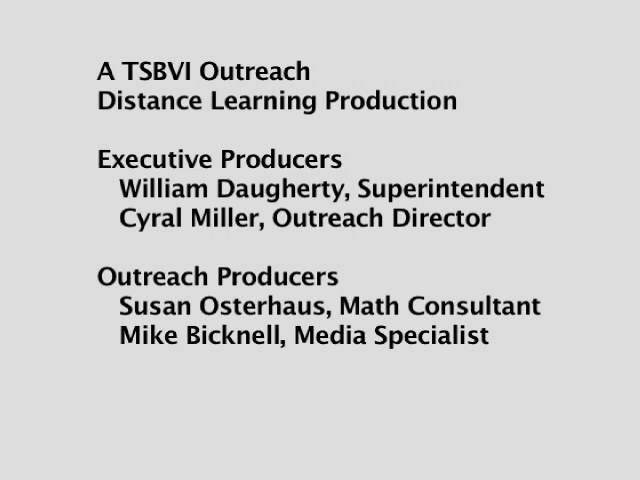 A TSBVI Outreach
Distance Learning Production
Executive Producers
William Daugherty, Superintendent
Cyral Miller, Outreach Director
Outreach Producers
Susan Osterhaus, Math Consultant
Mike Bicknell, Media Specialist